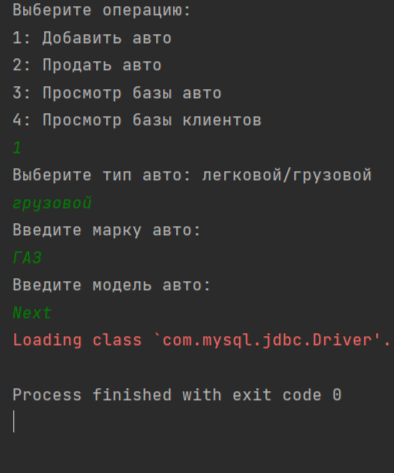 Выберите операцию:
1: Добавить авто
2: Продать авто
3: Просмотр базы авто
4: Просмотр базы клиентов
1
Выберите тип авто: легковой/грузовой
грузовой
Введите марку авто:
ГАЗ
Введите модель авто:
Next
Loading class `com.mysql.jdbc.Driver'.
Process finished with exit code 0